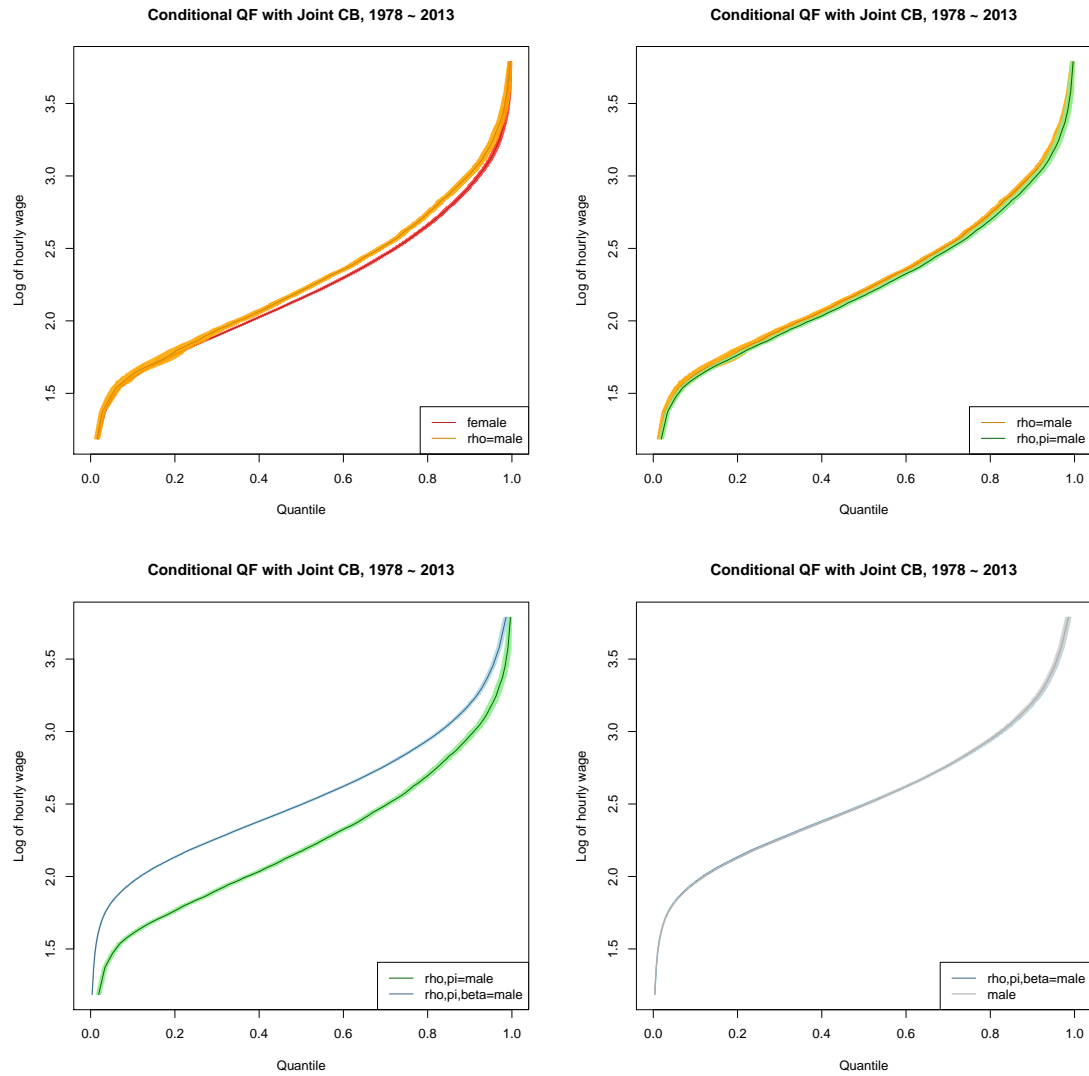 Conditional QF with Joint CB, 1978 ~ 2013
Log of hourly wage
3.5
3.0
2.5
2.0
1.5
female
rho=male
0.0 0.2 0.4 0.6 0.8 1.0
Quantile
Conditional QF with Joint CB, 1978 ~ 2013
Log of hourly wage
3.5
3.0
2.5
2.0
1.5
rho=male
rho,pi=male
0.0 0.2 0.4 0.6 0.8 1.0
Quantile
Conditional QF with Joint CB, 1978 ~ 2013
Log of hourly wage
3.5
3.0
2.5
2.0
1.5
rho,pi=male
rho,pi,beta=male
0.0 0.2 0.4 0.6 0.8 1.0
Quantile
Conditional QF with Joint CB, 1978 ~ 2013
Log of hourly wage
3.5
3.0
2.5
2.0
1.5
rho,pi,beta=male
male
0.0 0.2 0.4 0.6 0.8 1.0
Quantile